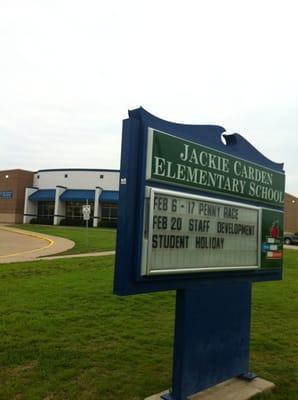 JACKIE CARDEN
ELEMENTARY SCHOOL
FEB 6 - 17 PENNY RACE
FEB 20 STAFF DEVELOPMENT
STUDENT HOLIDAY